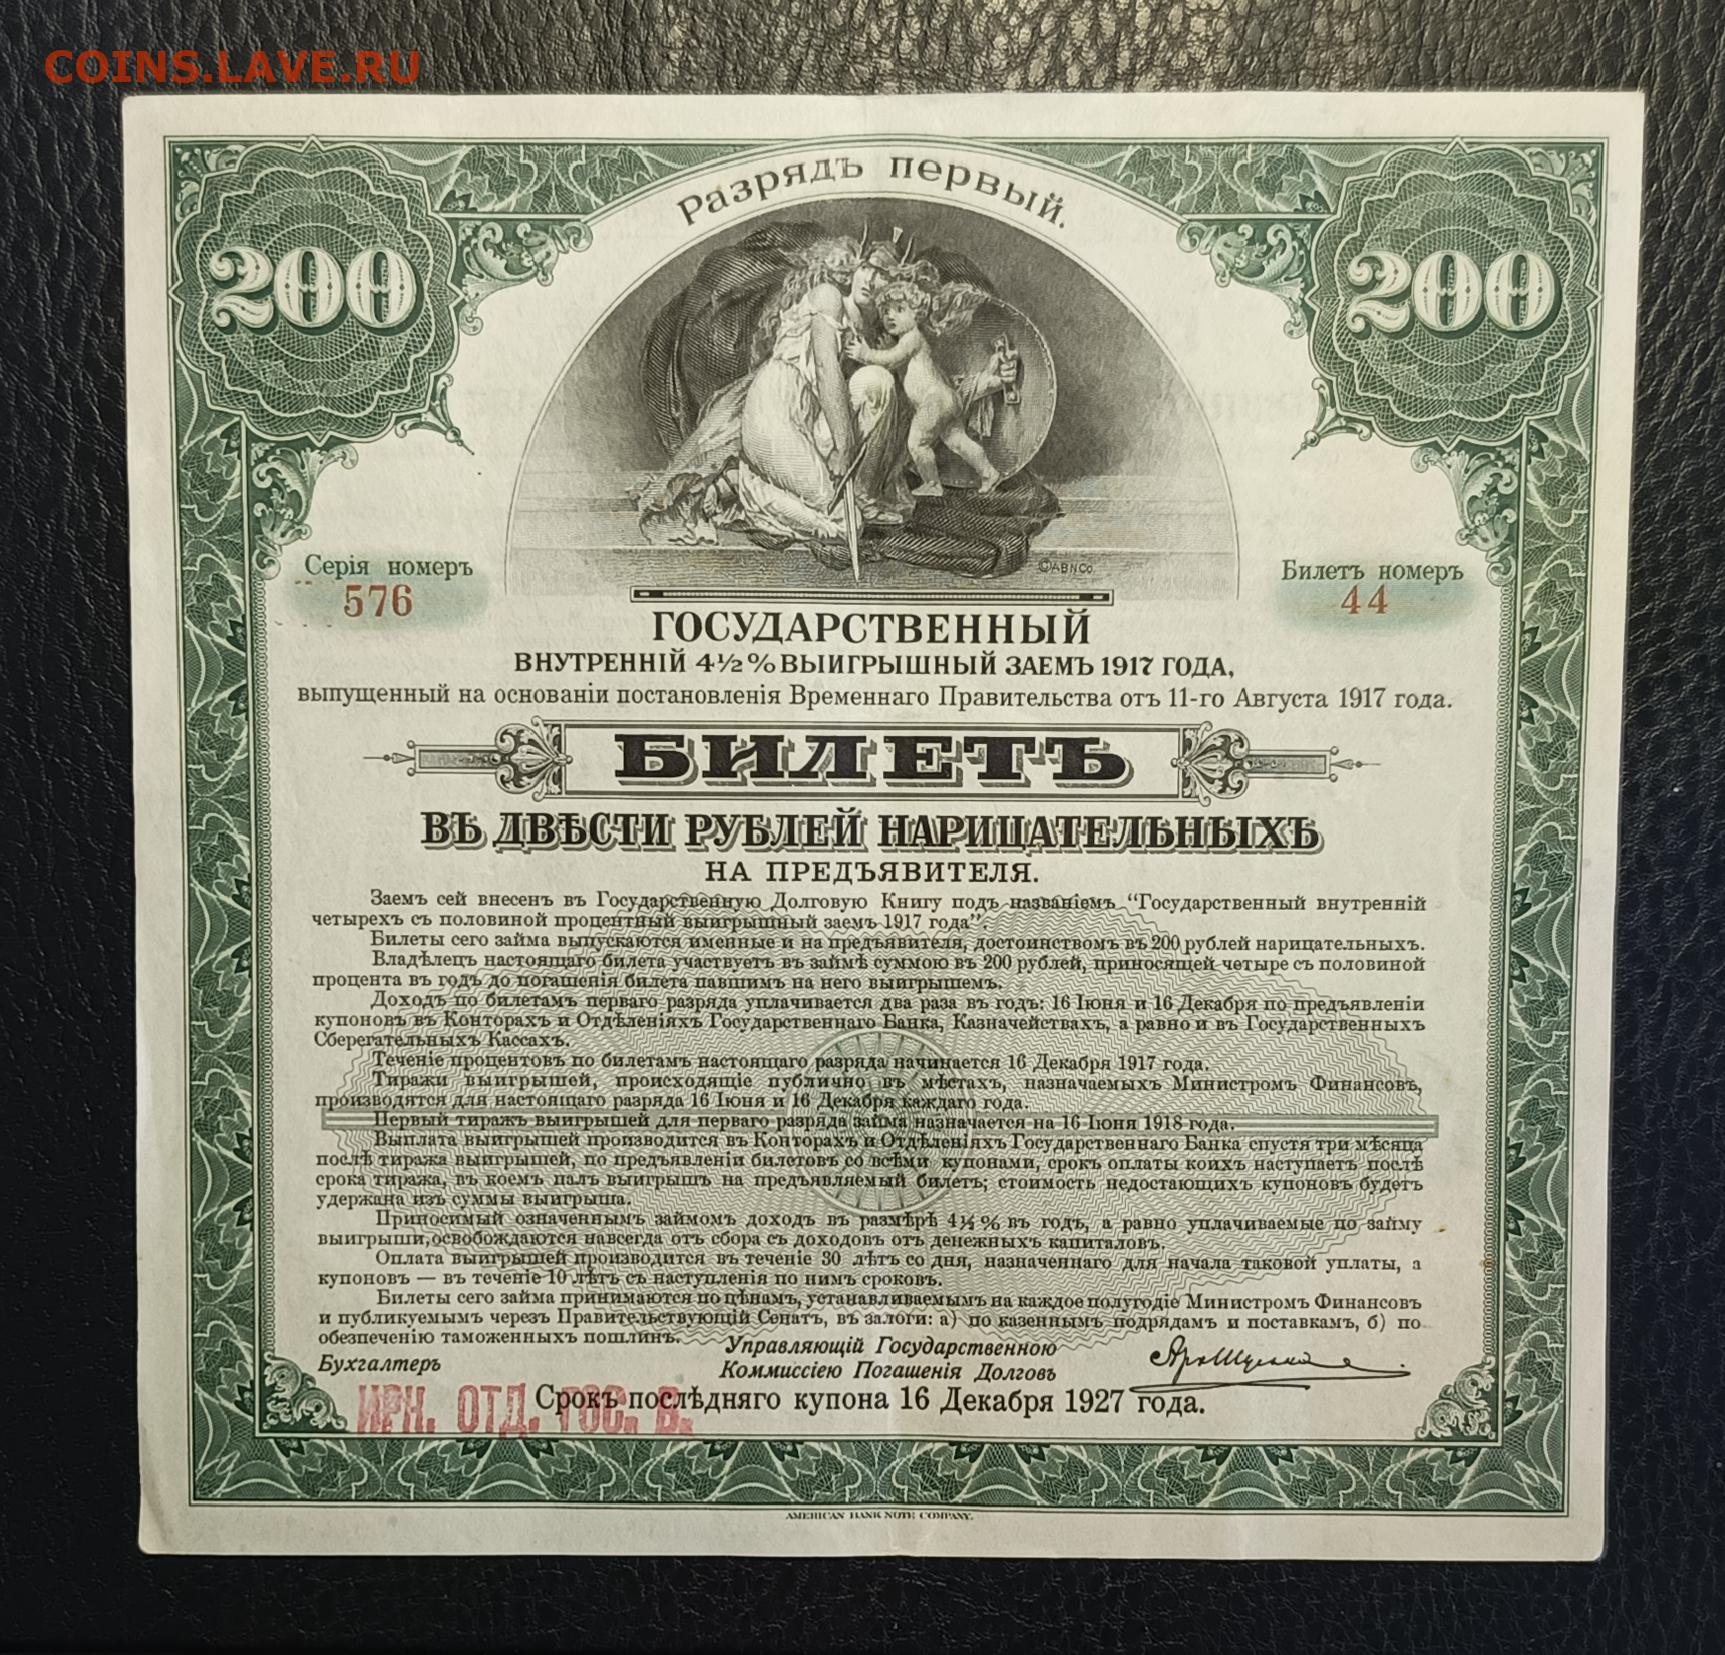 COINS.LAVE.RU
Разрядъ первый.
200
200
©ABNCo.
Серія номеръ
576
Билетъ номеръ
44
ГОСУДАРСТВЕННЫЙ
ВНУТРЕННІЙ 4½% ВЫИГРЫШНЫЙ ЗАЕМЪ 1917 ГОДА,
выпущенный на основаніи постановленія Временнаго Правительства отъ 11-го Августа 1917 года.
БИЛЕТЪ
ВЪ ДВѢСТИ РУБЛЕЙ НАРИЦАТЕЛЬНЫХЪ
НА ПРЕДЪЯВИТЕЛЯ.
Заемъ сей внесенъ въ Государственную Долговую Книгу подъ названіемъ “Государственный внутренній
четырехъ съ половиной процентный выигрышный заемъ 1917 года”.
Билеты сего займа выпускаются именные и на предъявителя, достоинствомъ въ 200 рублей нарицательныхъ.
Владѣлецъ настоящаго билета участвуетъ въ займѣ суммою въ 200 рублей, приносящей четыре съ половиной
процента въ годъ до погашенія билета павшимъ на него выигрышемъ.
Доходъ по билетамъ перваго разряда уплачивается два раза въ годъ: 16 Іюня и 16 Декабря по предъявленіи
купоновъ въ Конторахъ и Отдѣленіяхъ Государственнаго Банка, Казначействахъ, а равно и въ Государственныхъ
Сберегательныхъ Кассахъ.
Теченіе процентовъ по билетамъ настоящаго разряда начинается 16 Декабря 1917 года.
Тиражи выигрышей, происходящіе публично въ мѣстахъ, назначаемыхъ Министромъ Финансовъ,
производятся для настоящаго разряда 16 Іюня и 16 Декабря каждаго года.
Первый тиражъ выигрышей для перваго разряда займа назначается на 16 Іюня 1918 года.
Выплата выигрышей производится въ Конторахъ и Отдѣленіяхъ Государственнаго Банка спустя три мѣсяца
послѣ тиража выигрышей, по предъявленіи билетовъ со всѣми купонами, срокъ оплаты коихъ наступаетъ послѣ
срока тиража, въ коемъ палъ выигрышъ на предъявляемый билетъ; стоимость недостающихъ купоновъ будетъ
удержана изъ суммы выигрыша.
Приносимый означеннымъ займомъ доходъ въ размѣрѣ 4½% въ годъ, а равно уплачиваемые по займу
выигрыши, освобождаются навсегда отъ сбора съ доходовъ отъ денежныхъ капиталовъ.
Оплата выигрышей производится въ теченіе 30 лѣтъ со дня, назначеннаго для начала таковой уплаты, а
купоновъ — въ теченіе 10 лѣтъ съ наступленія по нимъ сроковъ.
Билеты сего займа принимаются по цѣнамъ, устанавливаемымъ на каждое полугодіе Министромъ Финансовъ
и публикуемымъ черезъ Правительствующій Сенатъ, въ залоги: а) по казеннымъ подрядамъ и поставкамъ, б) по
обезпеченію таможенныхъ пошлинъ.
Управляющій Государственною
Коммиссіею Погашенія Долговъ
Бухгалтеръ
ИРК. ОТД. ГОС. Б.
Срокъ послѣдняго купона 16 Декабря 1927 года.
AMERICAN BANK NOTE COMPANY.